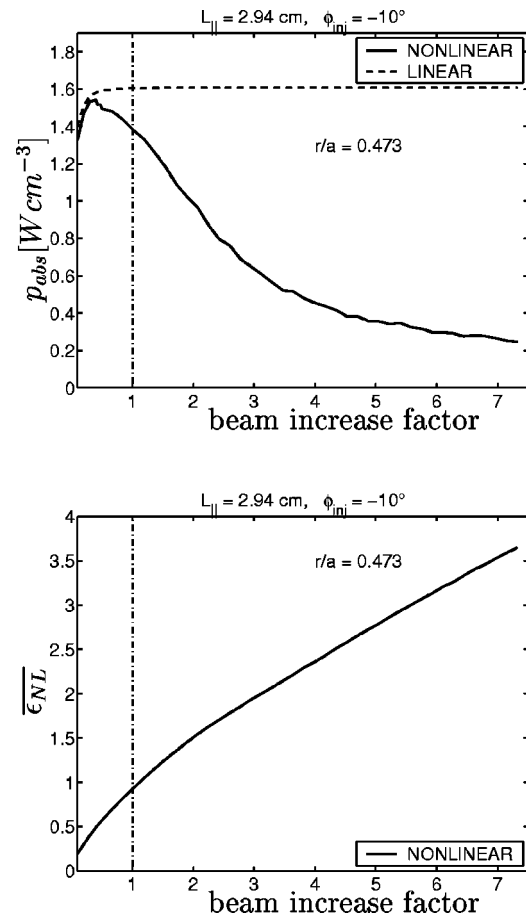 L|| = 2.94 cm, ϕinj = −10°
1.8
1.6
1.4
1.2
1
0.8
0.6
0.4
0.2
0
NONLINEAR
LINEAR
r/a = 0.473
pabs[W cm−3]
1 2 3 4 5 6 7
beam increase factor
L|| = 2.94 cm, ϕinj = −10°
4
3.5
3
2.5
2
1.5
1
0.5
0
r/a = 0.473
ϵNL
NONLINEAR
1 2 3 4 5 6 7
beam increase factor